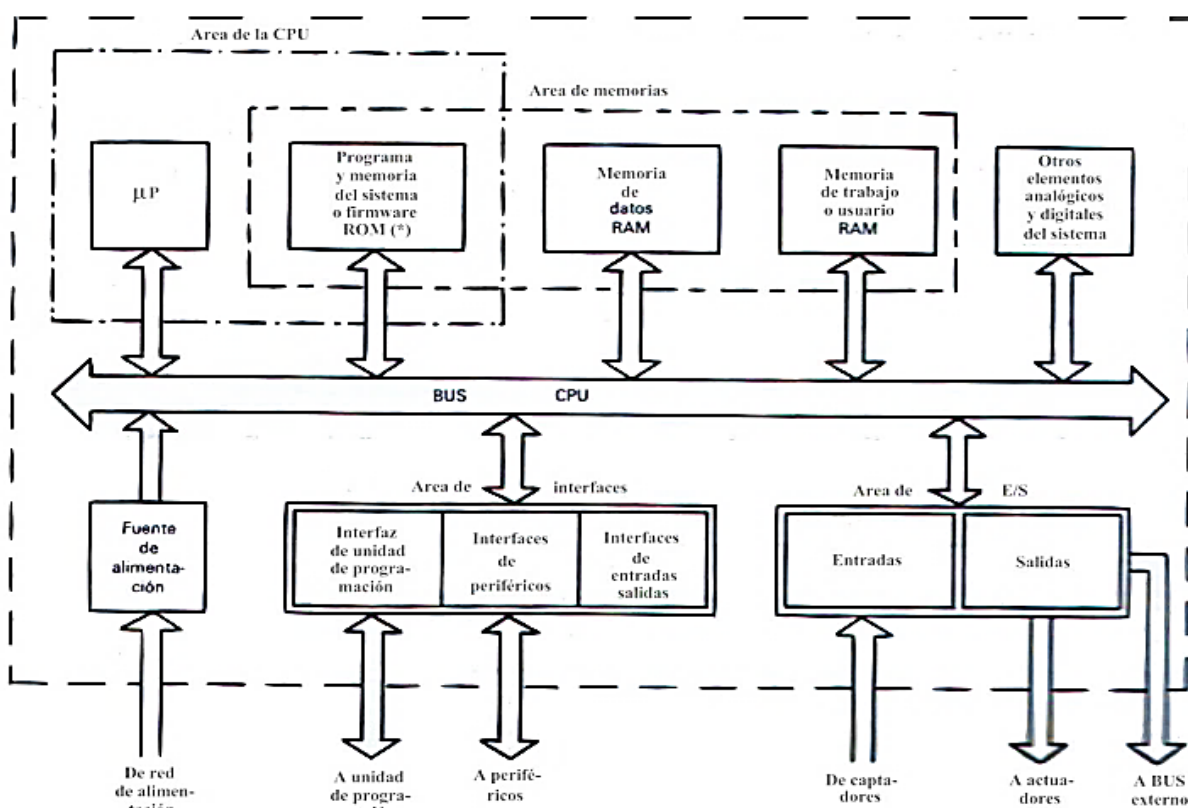 Area de la CPU
Area de memorias
µP
Programa
y memoria
del sistema
o firmware
ROM (*)
Memoria
de
datos
RAM
Memoria
de trabajo
o usuario
RAM
Otros
elementos
analógicos
y digitales
del sistema
BUS CPU
Area de interfaces
Area de E/S
Fuente
de
alimenta-
ción
Interfaz
de unidad
de progra-
mación
Interfaces
de
periféricos
Interfaces
de
entradas
salidas
Entradas
Salidas
De red
de alimen-
tación
A unidad
de progra-
A perifé-
ricos
De capta-
dores
A actua-
dores
A BUS
externo